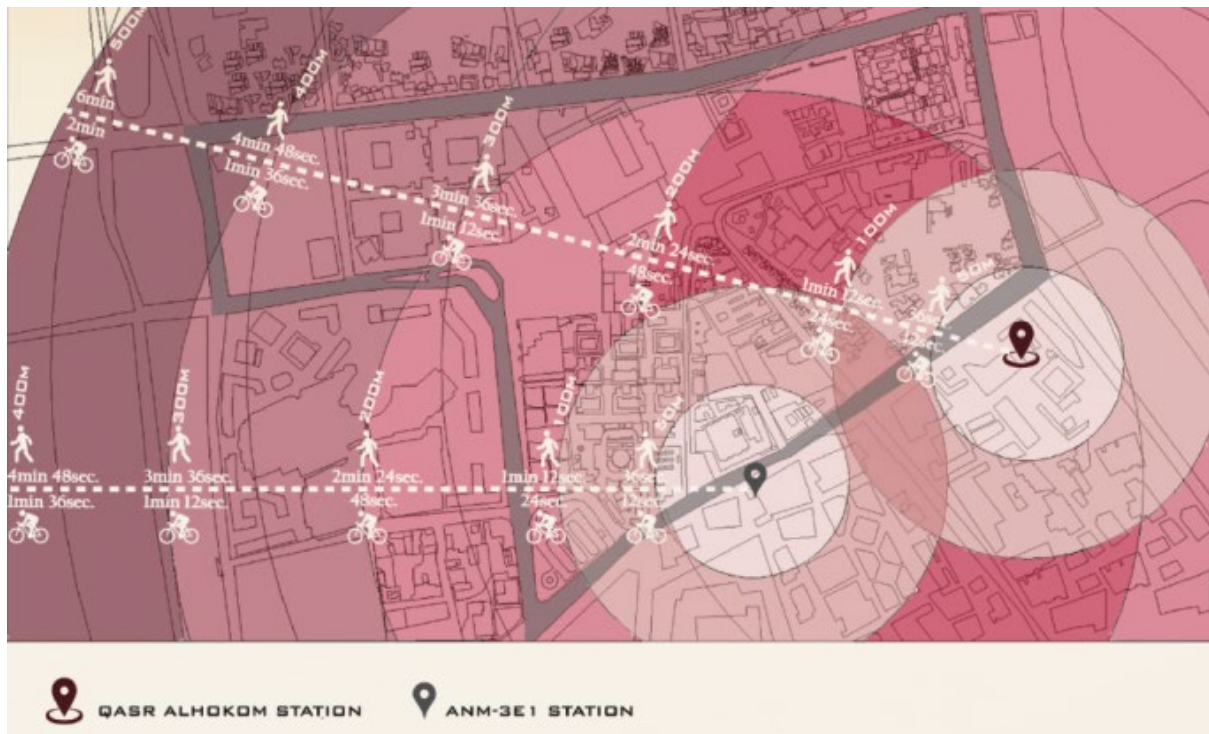 500M
6min
2min
400M
4min 48sec.
1min 36sec.
300M
3min 36sec.
1min 12sec.
200M
2min 24sec.
48sec.
100M
1min 12sec.
24sec.
50M
36sec.
12sec.
400M
4min 48sec.
1min 36sec.
300M
3min 36sec.
1min 12sec.
200M
2min 24sec.
48sec.
100M
1min 12sec.
24sec.
50M
36sec.
12sec.
QASR ALHOKOM STATION
ANM-3E1 STATION